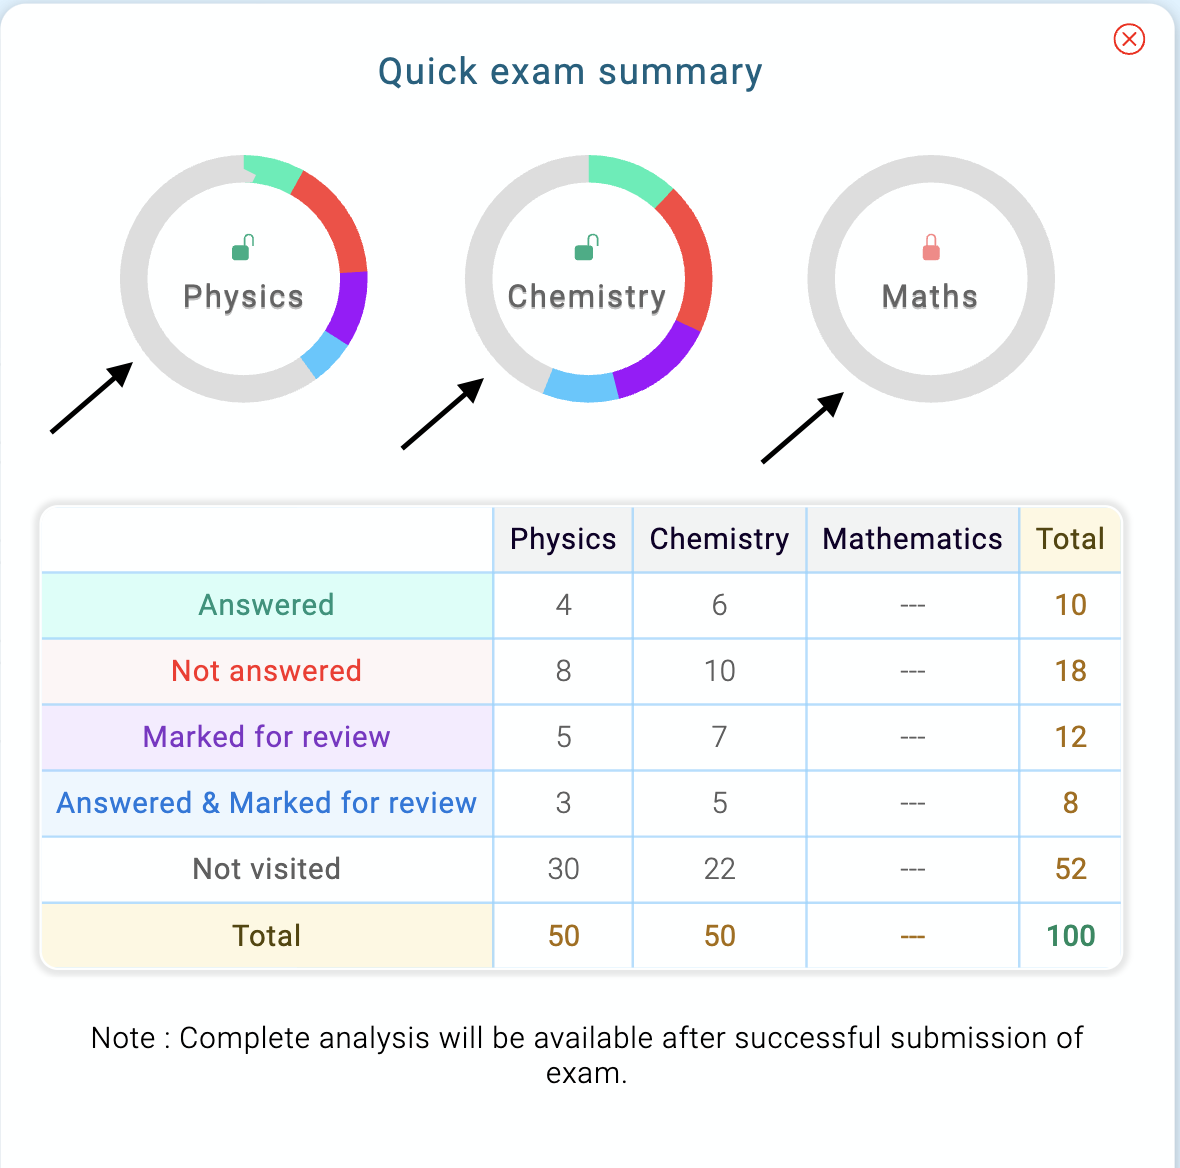 Quick exam summary
Physics
Chemistry
Maths
Physics Chemistry Mathematics Total
Answered 4 6 --- 10
Not answered 8 10 --- 18
Marked for review 5 7 --- 12
Answered & Marked for review 3 5 --- 8
Not visited 30 22 --- 52
Total 50 50 --- 100
Note : Complete analysis will be available after successful submission of
exam.